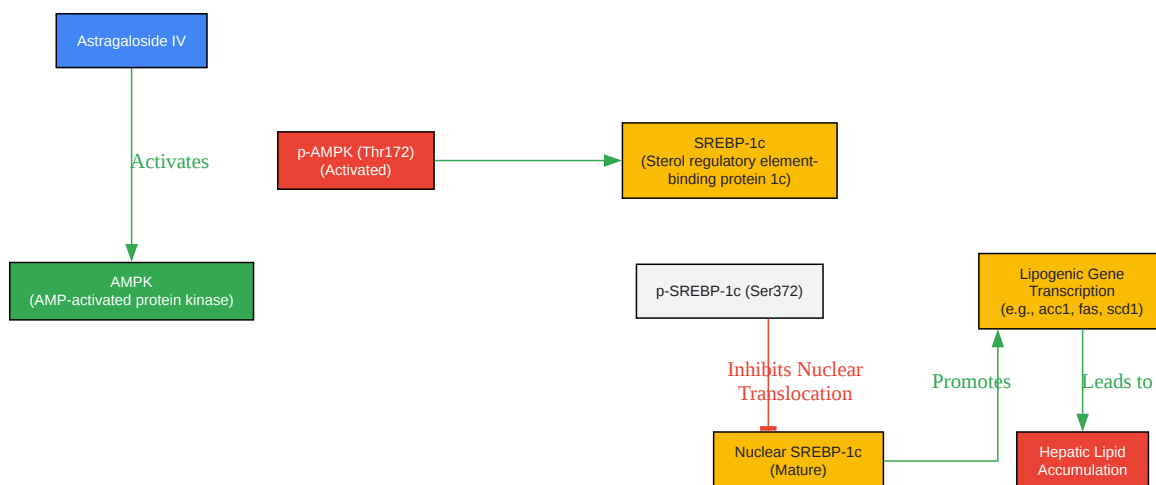 Astragaloside IV
Activates
AMPK
(AMP-activated protein kinase)
p-AMPK (Thr172)
(Activated)
SREBP-1c
(Sterol regulatory element-
binding protein 1c)
p-SREBP-1c (Ser372)
Inhibits Nuclear
Translocation
Nuclear SREBP-1c
(Mature)
Promotes
Lipogenic Gene
Transcription
(e.g., acc1, fas, scd1)
Leads to
Hepatic Lipid
Accumulation